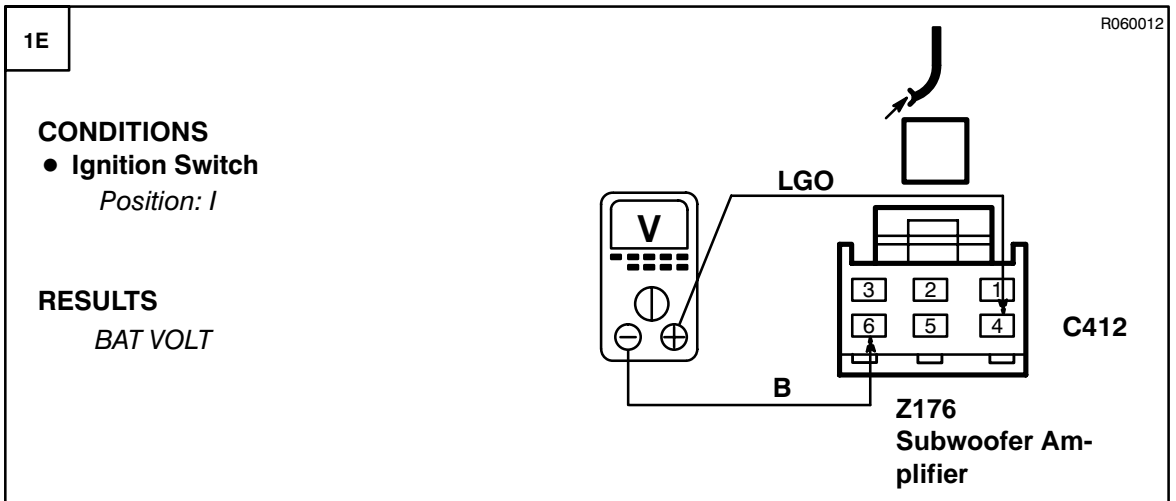 1E
R060012
CONDITIONS
● Ignition Switch
Position: I
RESULTS
BAT VOLT
LGO
V
3 2 1
6 5 4
C412
B
Z176
Subwoofer Am-
plifier